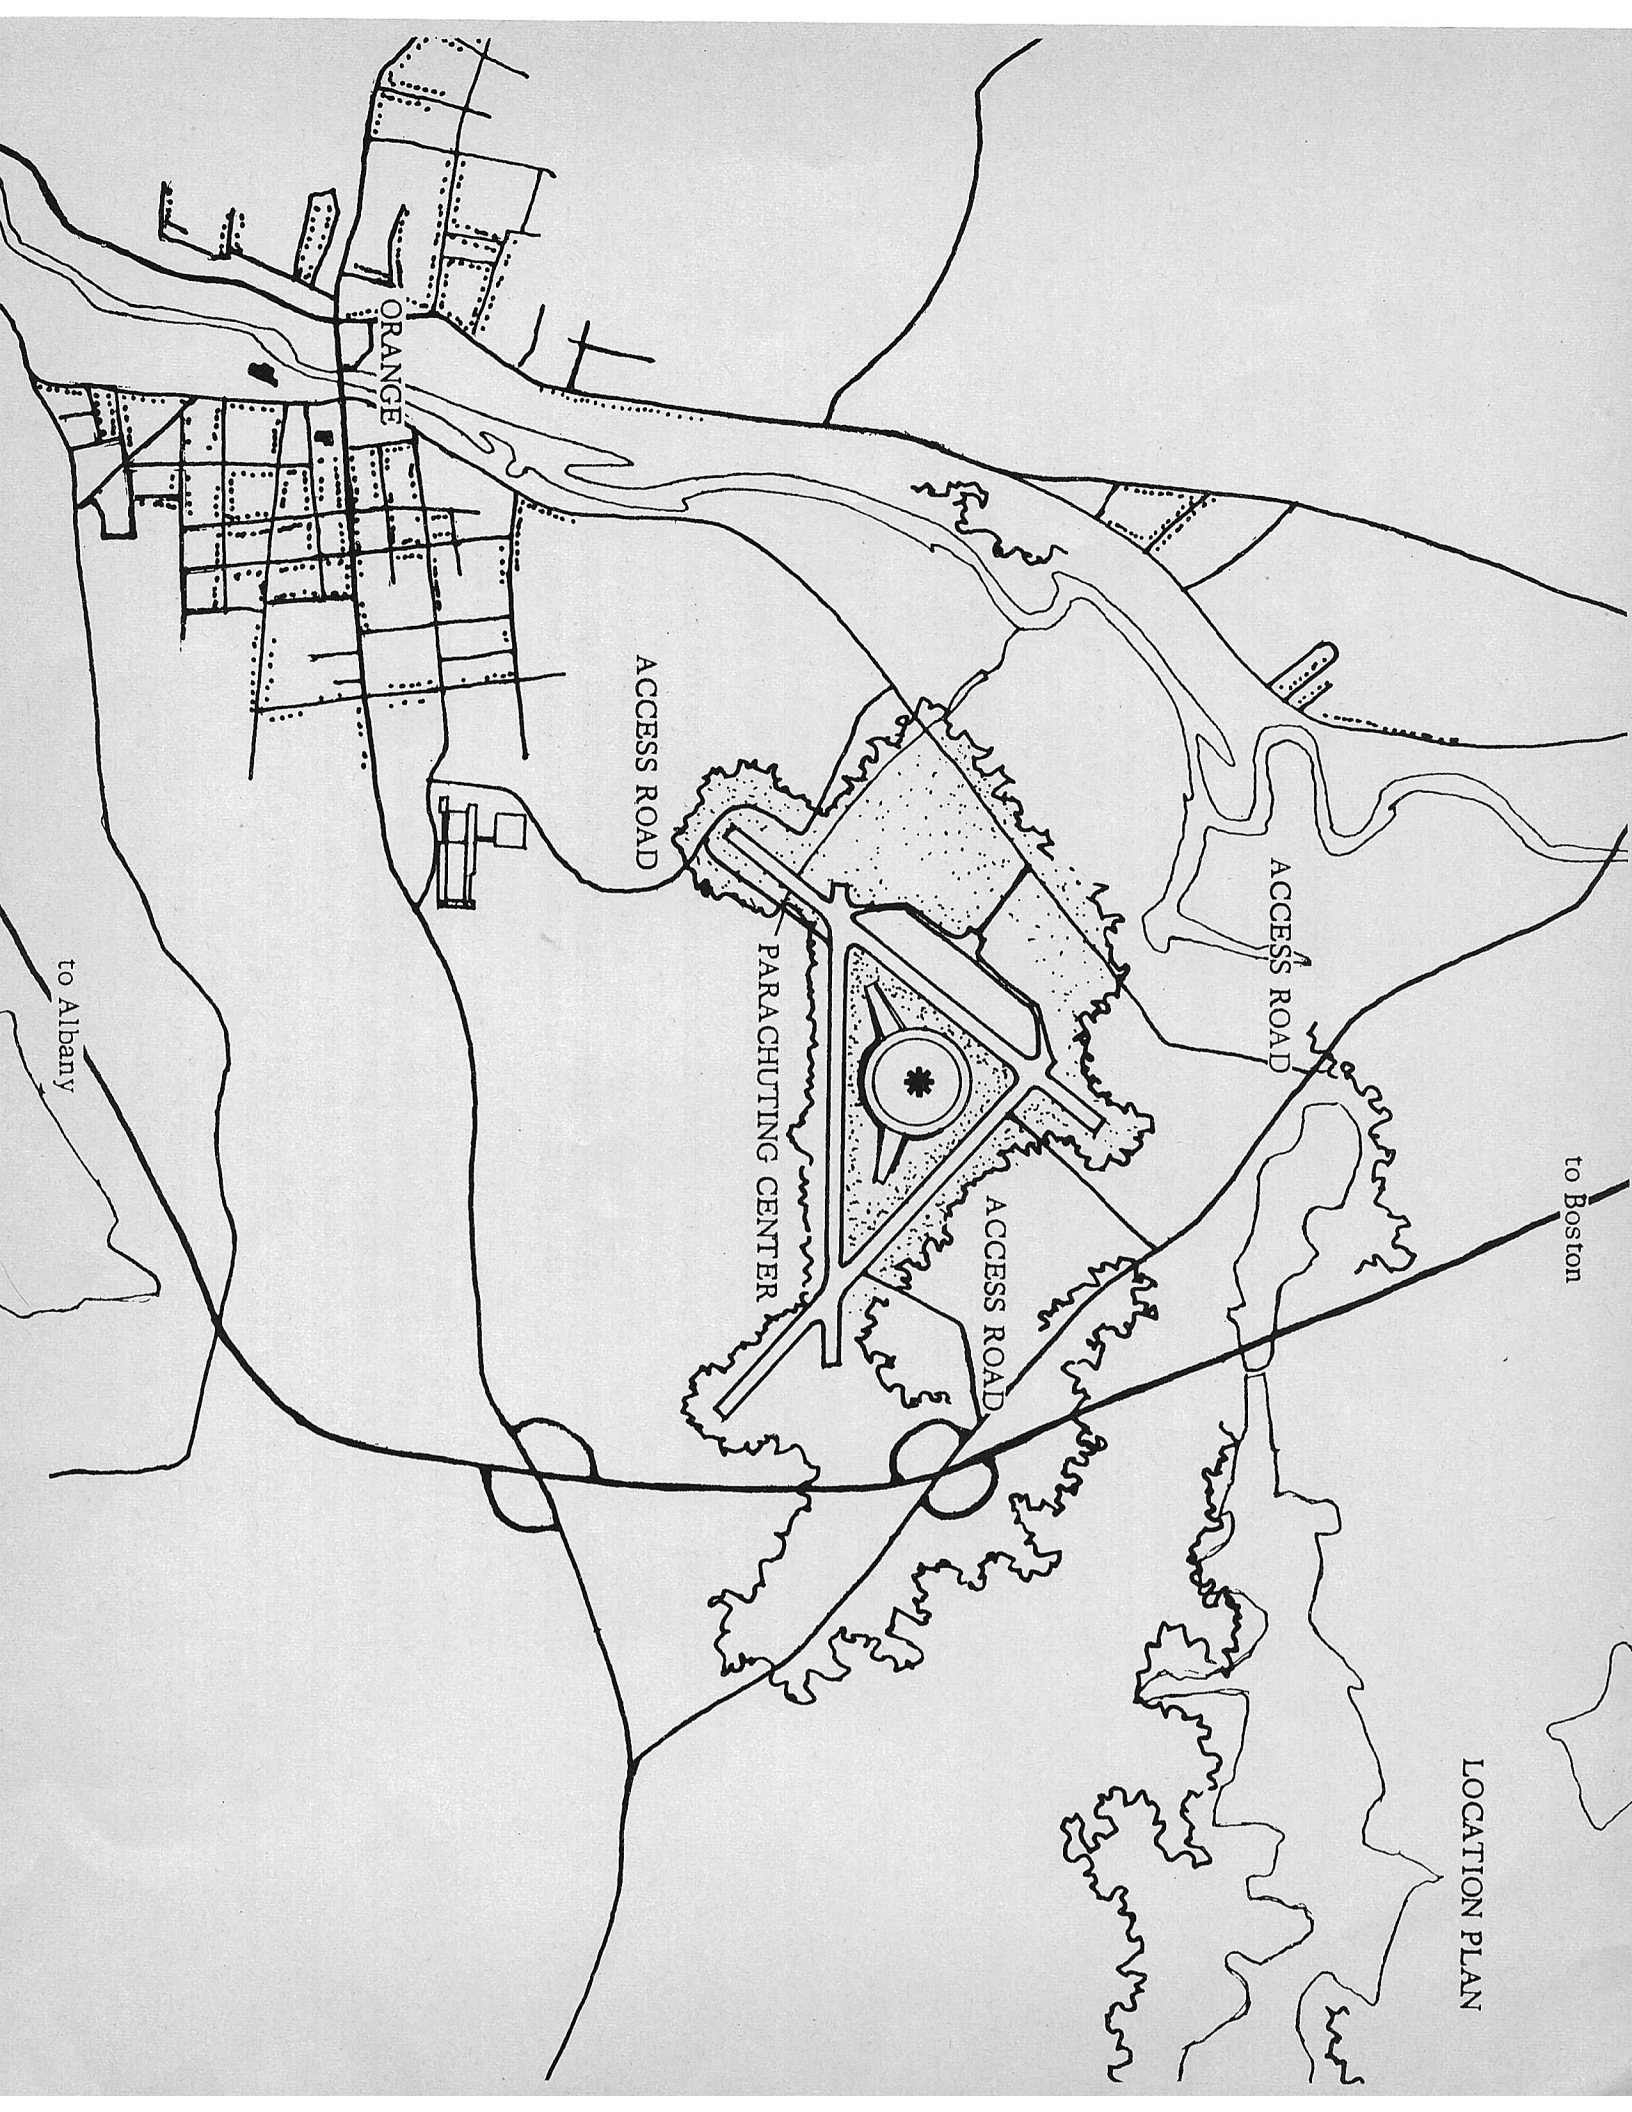 to Boston
LOCATION PLAN
ACCESS ROAD
ACCESS ROAD
PARACHUTING CENTER
ACCESS ROAD
ORANGE
to Albany